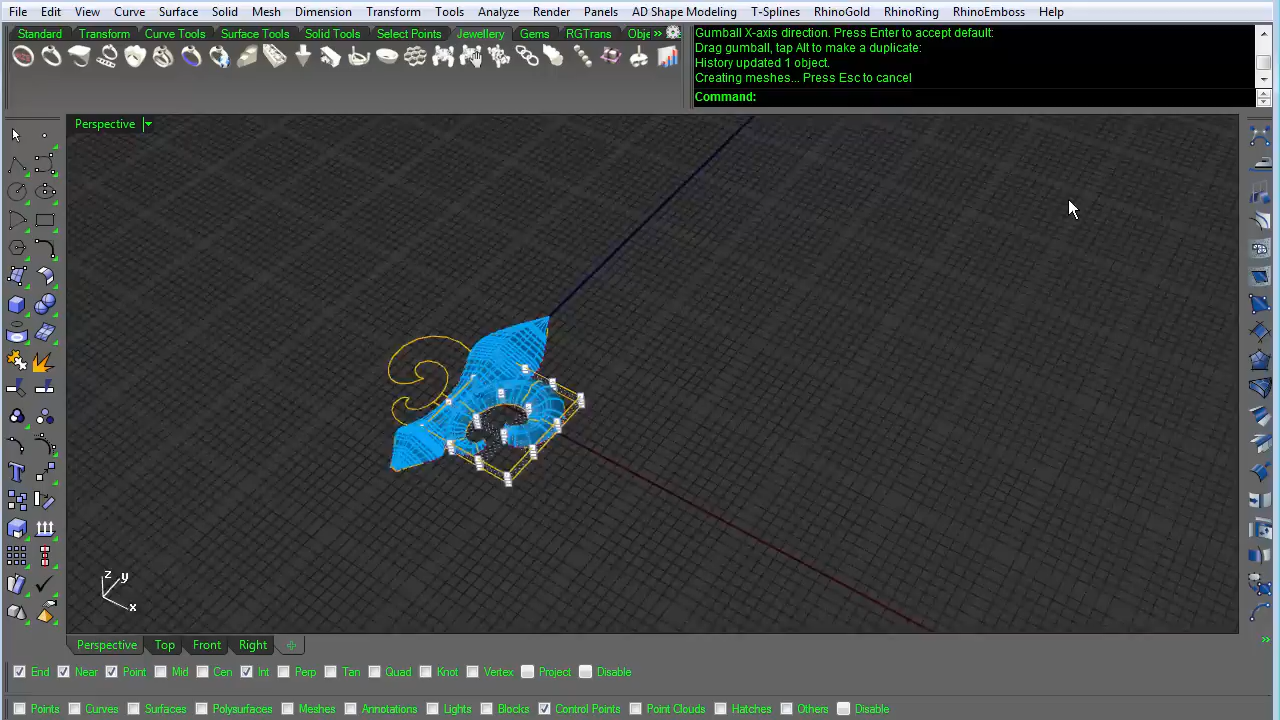 File Edit View Curve Surface Solid Mesh Dimension Transform Tools Analyze Render Panels AD Shape Modeling T-Splines RhinoGold RhinoRing RhinoEmboss Help
Standard Transform Curve Tools Surface Tools Solid Tools Select Points Jewellery Gems RGTrans Obje »
Gumball X-axis direction. Press Enter to accept default:
Drag gumball, tap Alt to make a duplicate:
History updated 1 object.
Creating meshes... Press Esc to cancel
Command:
Perspective
z
y
x
Perspective Top Front Right
End Near Point Mid Cen Int Perp Tan Quad Knot Vertex Project Disable
Points Curves Surfaces Polysurfaces Meshes Annotations Lights Blocks Control Points Point Clouds Hatches Others Disable